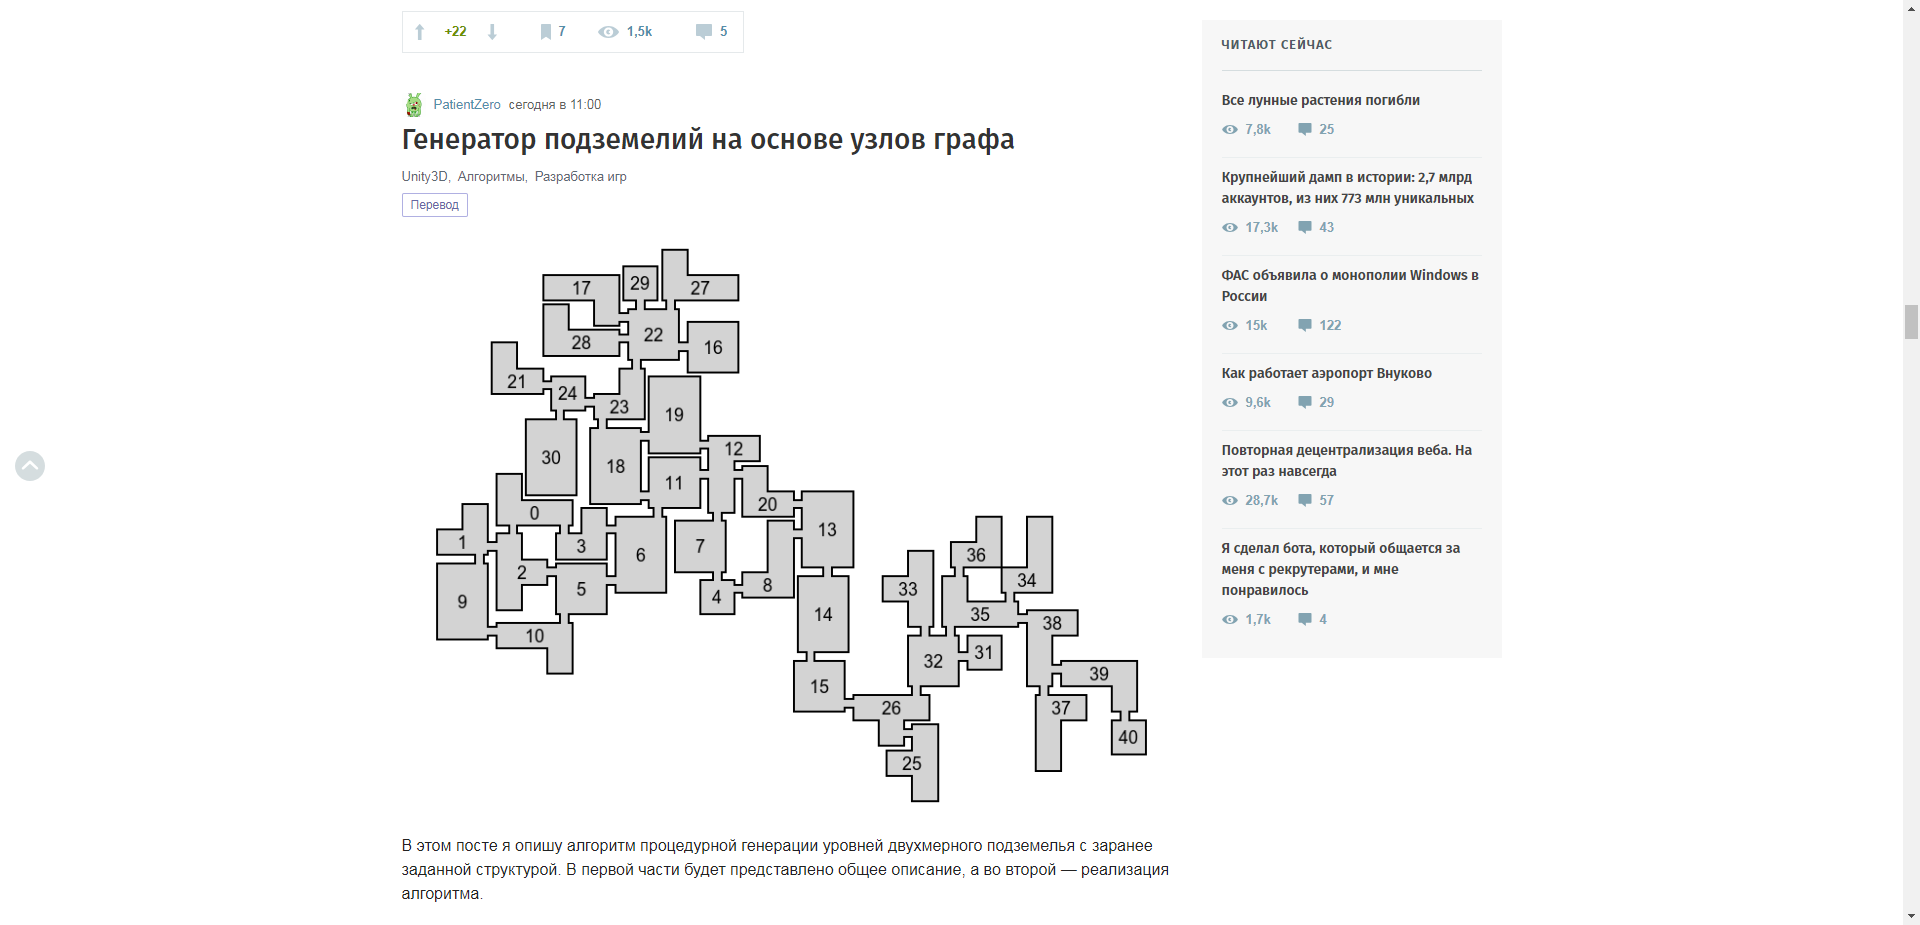 +22 7 1,5k 5
PatientZero сегодня в 11:00
Генератор подземелий на основе узлов графа
Unity3D, Алгоритмы, Разработка игр
Перевод
17 29 27
28 22 16
21 24 23 19
30 18 12
11 20
0 13
1 3 6 7 36
2 5 4 8 33 34
9 14 35
10 38
32 31
15 39
26 37
25 40
В этом посте я опишу алгоритм процедурной генерации уровней двухмерного подземелья с заранее
заданной структурой. В первой части будет представлено общее описание, а во второй — реализация
алгоритма.
ЧИТАЮТ СЕЙЧАС
Все лунные растения погибли
7,8k 25
Крупнейший дамп в истории: 2,7 млрд
аккаунтов, из них 773 млн уникальных
17,3k 43
ФАС объявила о монополии Windows в
России
15k 122
Как работает аэропорт Внуково
9,6k 29
Повторная децентрализация веба. На
этот раз навсегда
28,7k 57
Я сделал бота, который общается за
меня с рекрутерами, и мне
понравилось
1,7k 4